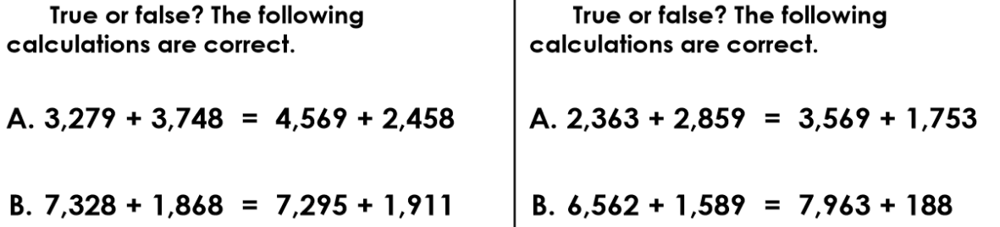 True or false? The following
calculations are correct.
A. 3,279 + 3,748 = 4,569 + 2,458
B. 7,328 + 1,868 = 7,295 + 1,911
True or false? The following
calculations are correct.
A. 2,363 + 2,859 = 3,569 + 1,753
B. 6,562 + 1,589 = 7,963 + 188